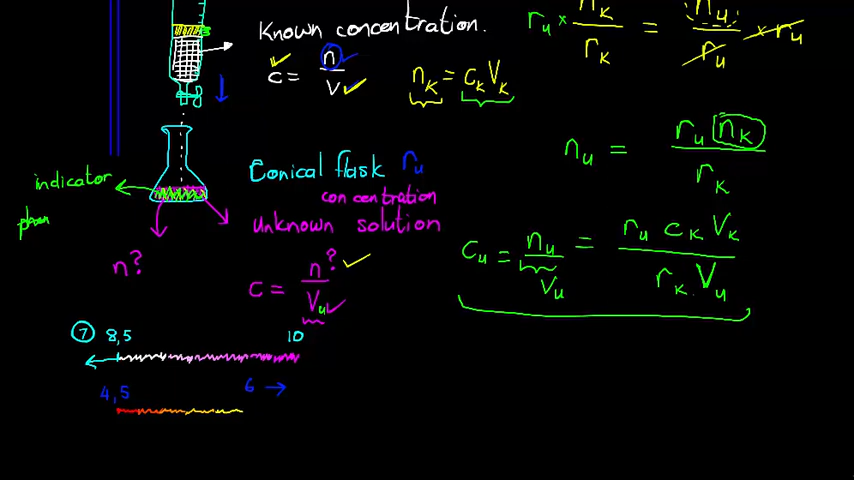 Known concentration.
c = n / V
n_K = c_K V_K
r_u × n_K / r_K = n_u / r_u × r_u
n_u = r_u n_K / r_K
Conical flask r_u
concentration
unknown solution
indicator
n?
c = n? / V_u
c_u = n_u / V_u = r_u c_K V_K / r_K . V_u
7 8,5 10
4,5 6